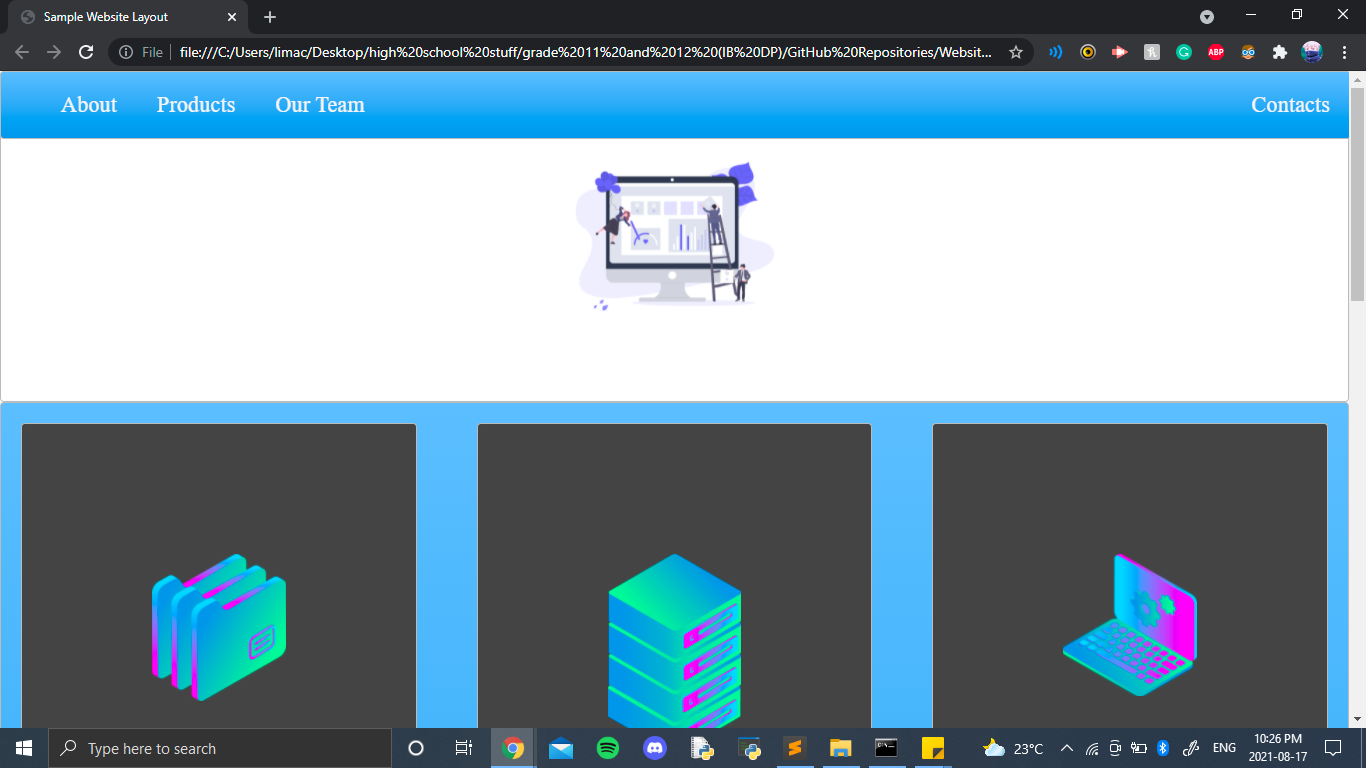 Sample Website Layout
File
file:///C:/Users/limac/Desktop/high%20school%20stuff/grade%2011%20and%2012%20(IB%20DP)/GitHub%20Repositories/Websit...
ABP
About Products Our Team Contacts
Type here to search
23°C
ENG
10:26 PM
2021-08-17